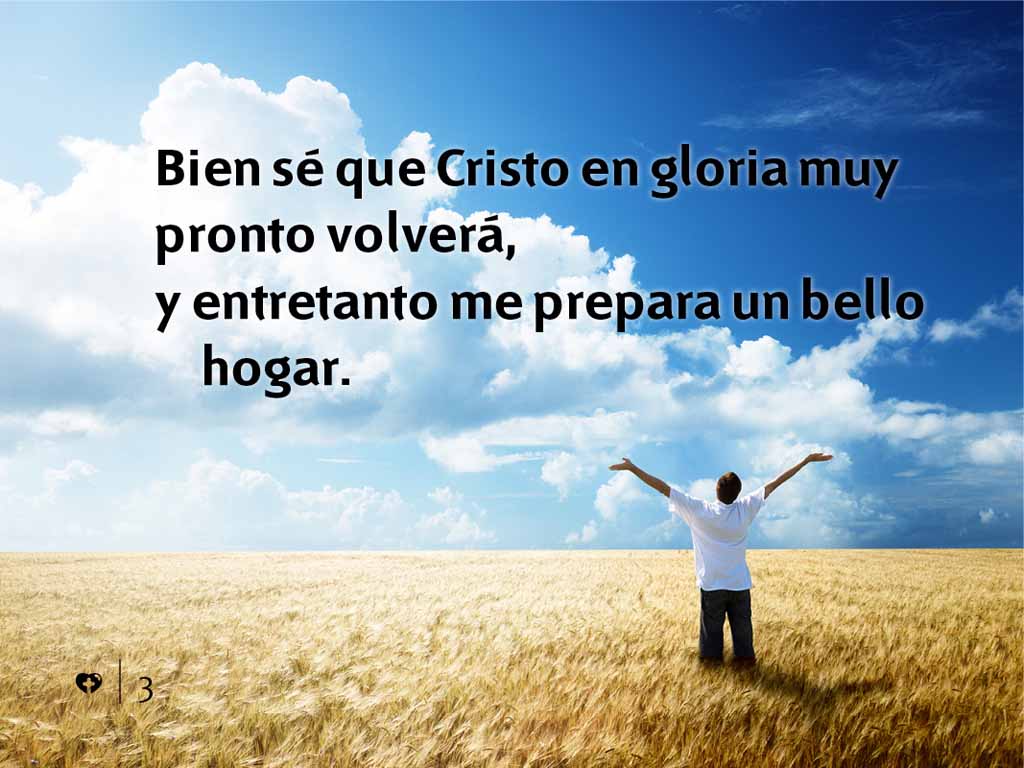 Bien sé que Cristo en gloria muy
pronto volverá,
y entretanto me prepara un bello
hogar.
3